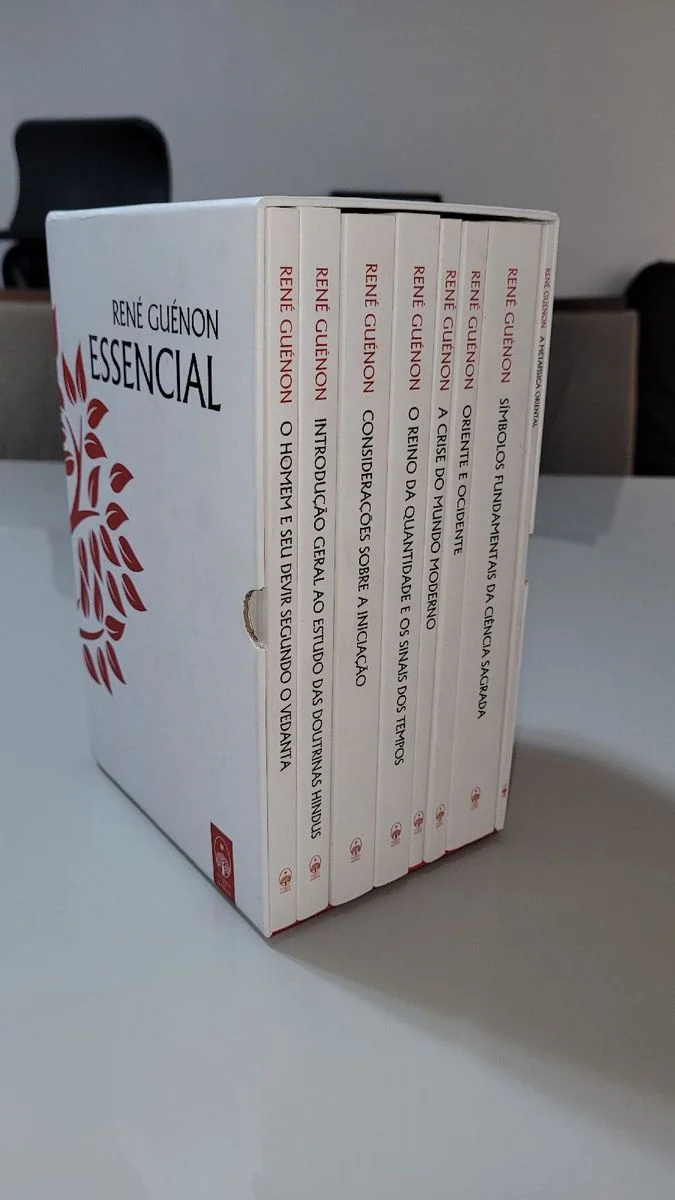 RENÉ GUÉNON
ESSENCIAL
RENÉ GUÉNON O HOMEM E SEU DEVIR SEGUNDO O VEDANTA
RENÉ GUÉNON INTRODUÇÃO GERAL AO ESTUDO DAS DOUTRINAS HINDUS
RENÉ GUÉNON CONSIDERAÇÕES SOBRE A INICIAÇÃO
RENÉ GUÉNON O REINO DA QUANTIDADE E OS SINAIS DOS TEMPOS
RENÉ GUÉNON A CRISE DO MUNDO MODERNO
RENÉ GUÉNON ORIENTE E OCIDENTE
RENÉ GUÉNON SÍMBOLOS FUNDAMENTAIS DA CIÊNCIA SAGRADA
RENÉ GUÉNON A METAFÍSICA ORIENTAL